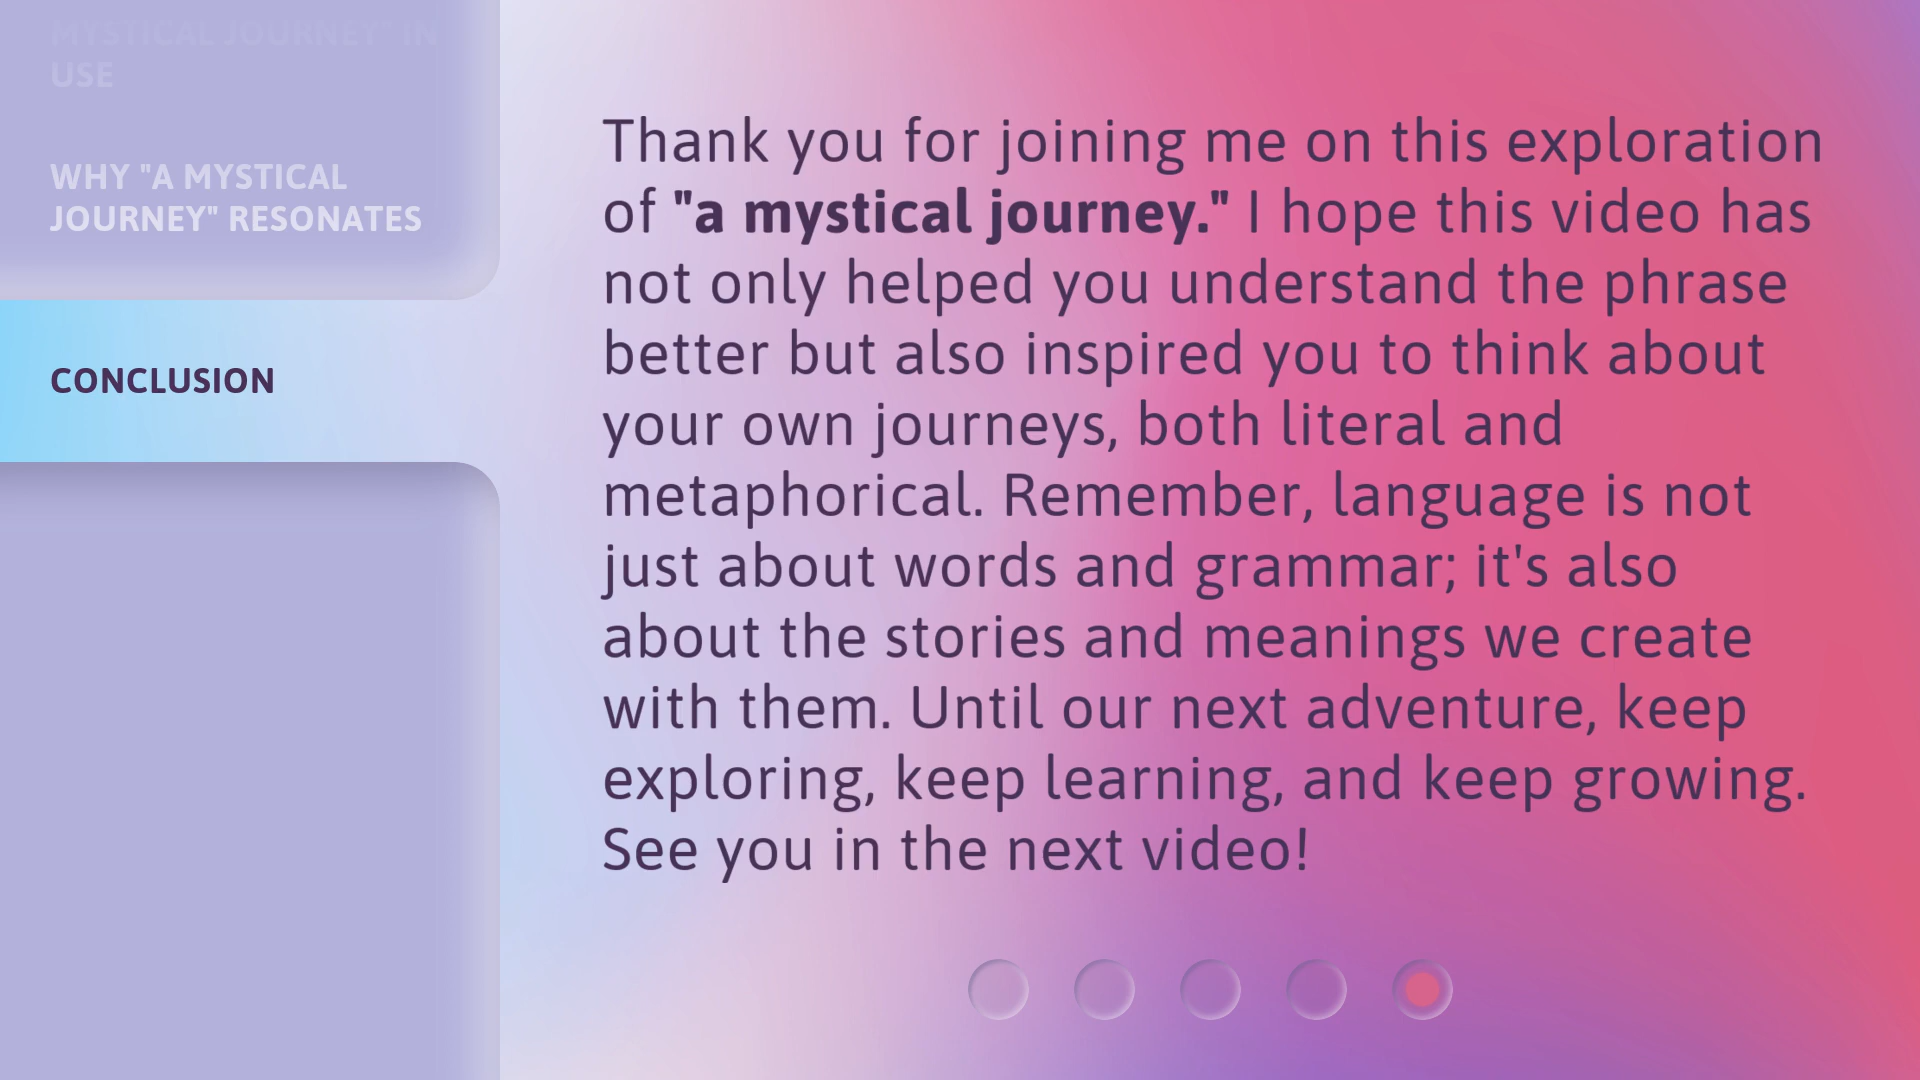 MYSTICAL JOURNEY" IN
USE
WHY "A MYSTICAL
JOURNEY" RESONATES
CONCLUSION
Thank you for joining me on this exploration
of "a mystical journey." I hope this video has
not only helped you understand the phrase
better but also inspired you to think about
your own journeys, both literal and
metaphorical. Remember, language is not
just about words and grammar; it's also
about the stories and meanings we create
with them. Until our next adventure, keep
exploring, keep learning, and keep growing.
See you in the next video!